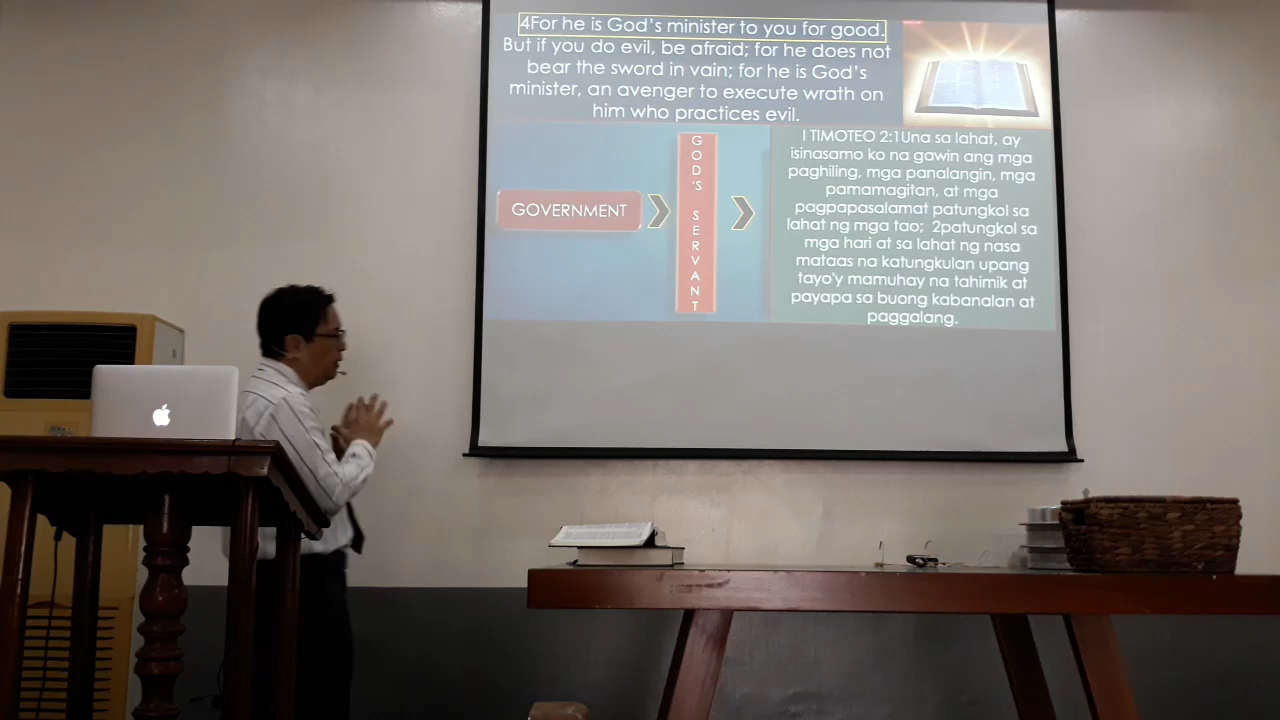 4For he is God's minister to you for good.
But if you do evil, be afraid; for he does not
bear the sword in vain; for he is God's
minister, an avenger to execute wrath on
him who practices evil.
GOVERNMENT
GOD'S SERVANT
I TIMOTEO 2:1Una sa lahat, ay
isinasamo ko na gawin ang mga
paghiling, mga panalangin, mga
pamamagitan, at mga
pagpapasalamat patungkol sa
lahat ng mga tao; 2patungkol sa
mga hari at sa lahat ng nasa
mataas na katungkulan upang
tayo'y mamuhay na tahimik at
payapa sa buong kabanalan at
paggalang.